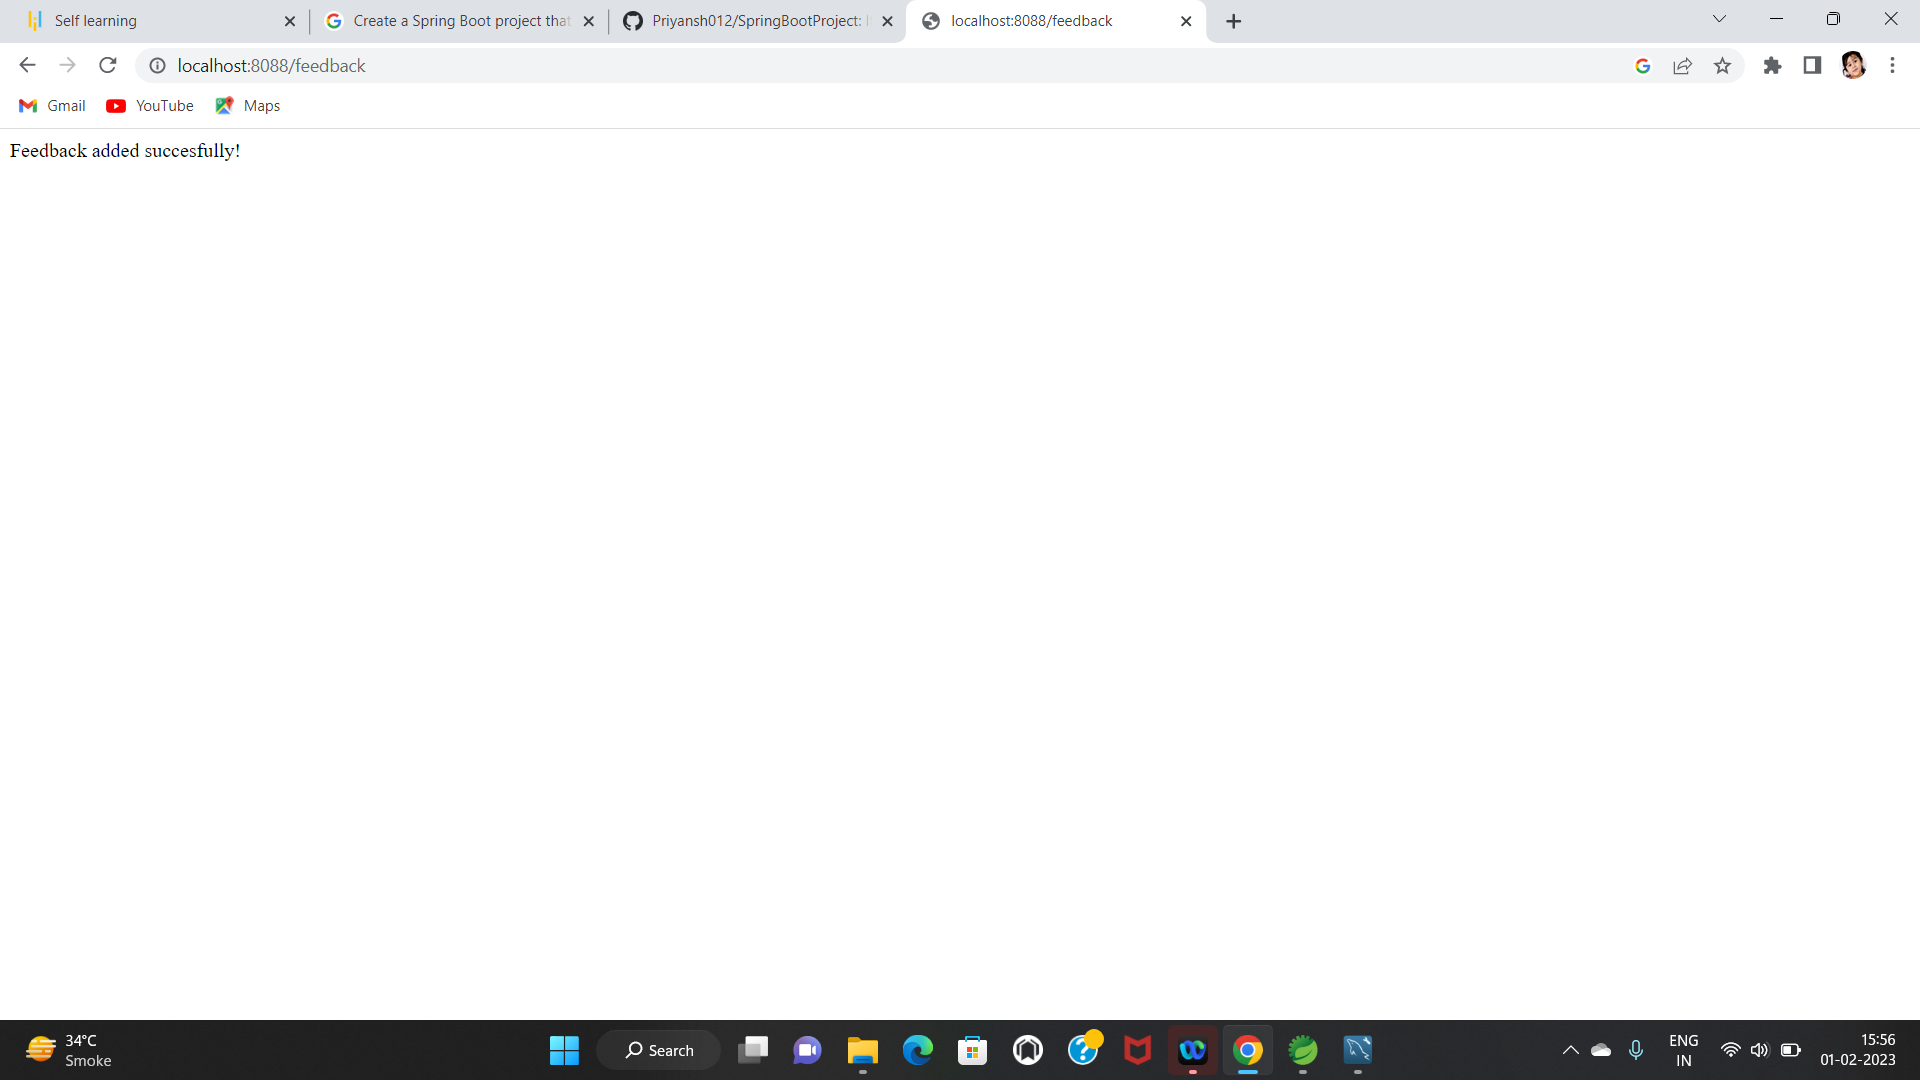 Self learning
Create a Spring Boot project that
Priyansh012/SpringBootProject:
localhost:8088/feedback
localhost:8088/feedback
Gmail
YouTube
Maps
Feedback added succesfully!
34°C
Smoke
Search
ENG
IN
15:56
01-02-2023